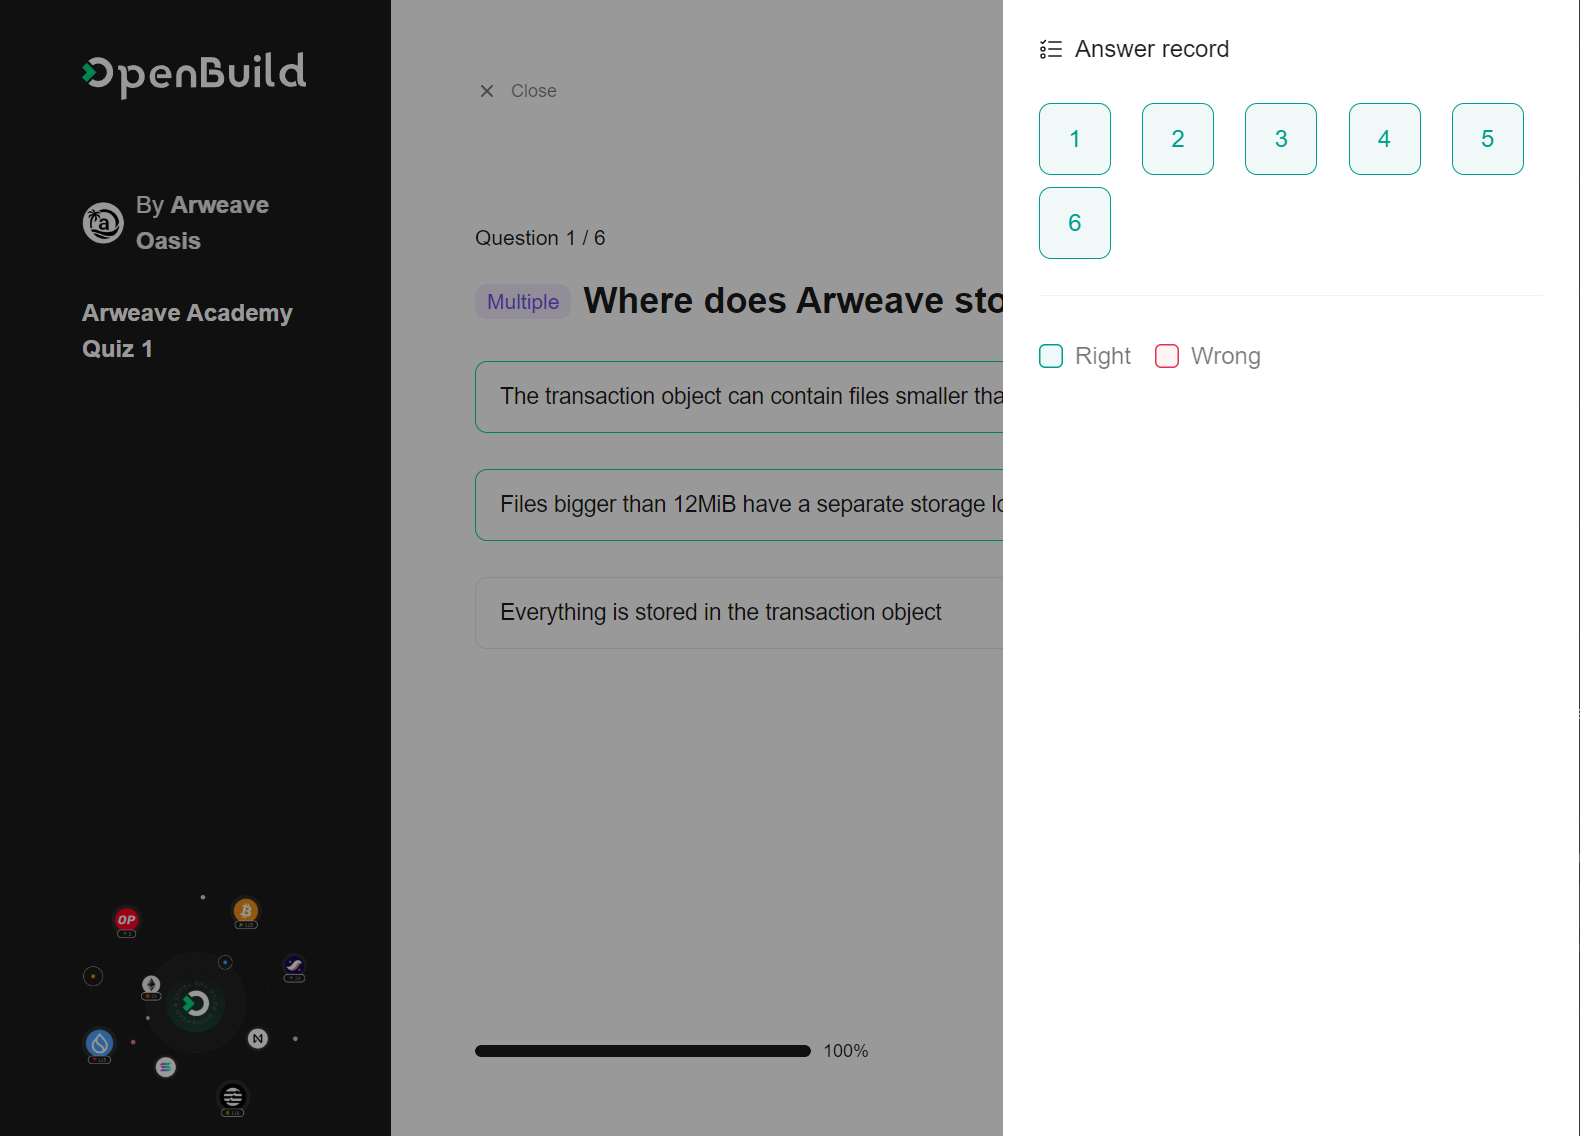 OpenBuild
By Arweave
Oasis
Arweave Academy
Quiz 1
Close
Question 1 / 6
Multiple
Where does Arweave sto
The transaction object can contain files smaller tha
Files bigger than 12MiB have a separate storage lo
Everything is stored in the transaction object
100%
Answer record
1 2 3 4 5
6
Right Wrong
OP